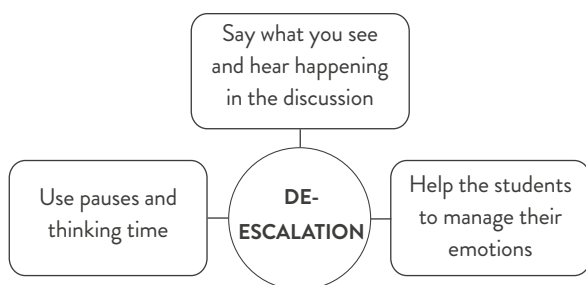 Say what you see
and hear happening
in the discussion
Use pauses and
thinking time
DE-
ESCALATION
Help the students
to manage their
emotions